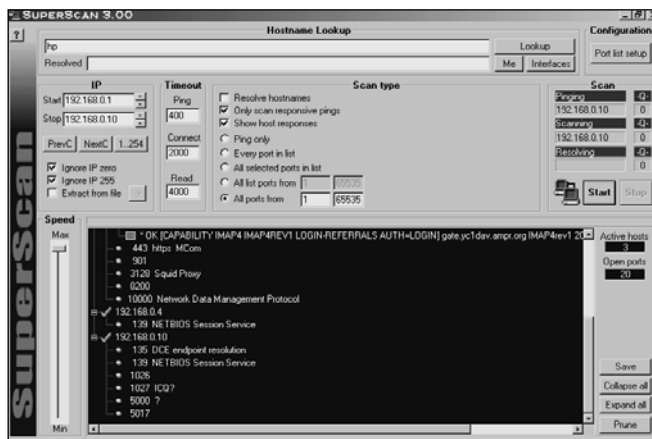 SUPERSCAN 3.00
?
Hostname Lookup
hp
Lookup
Resolved
Me
Interfaces
Configuration
Port list setup
IP
Start 192.168.0.1
Stop 192.168.0.10
PrevC
NextC
1..254
Ignore IP zero
Ignore IP 255
Extract from file
->
Timeout
Ping
400
Connect
2000
Read
4000
Scan type
Resolve hostnames
Only scan responsive pings
Show host responses
Ping only
Every port in list
All selected ports in list
All list ports from 1 65535
All ports from 1 65535
Scan
Pinging
192.168.0.10 0
Scanning
192.168.0.10 0
Resolving
0
Start
Stop
Speed
Max
Min
SuperScan
* OK [CAPABILITY IMAP4 IMAP4REV1 LOGIN-REFERRALS AUTH=LOGIN] gate.yc1dav.ampr.org IMAP4rev1 20
443 https MCom
901
3128 Squid Proxy
8200
10000 Network Data Management Protocol
192.168.0.4
139 NETBIOS Session Service
192.168.0.10
135 DCE endpoint resolution
139 NETBIOS Session Service
1026
1027 ICQ?
5000 ?
5017
Active hosts
3
Open ports
20
Save
Collapse all
Expand all
Prune